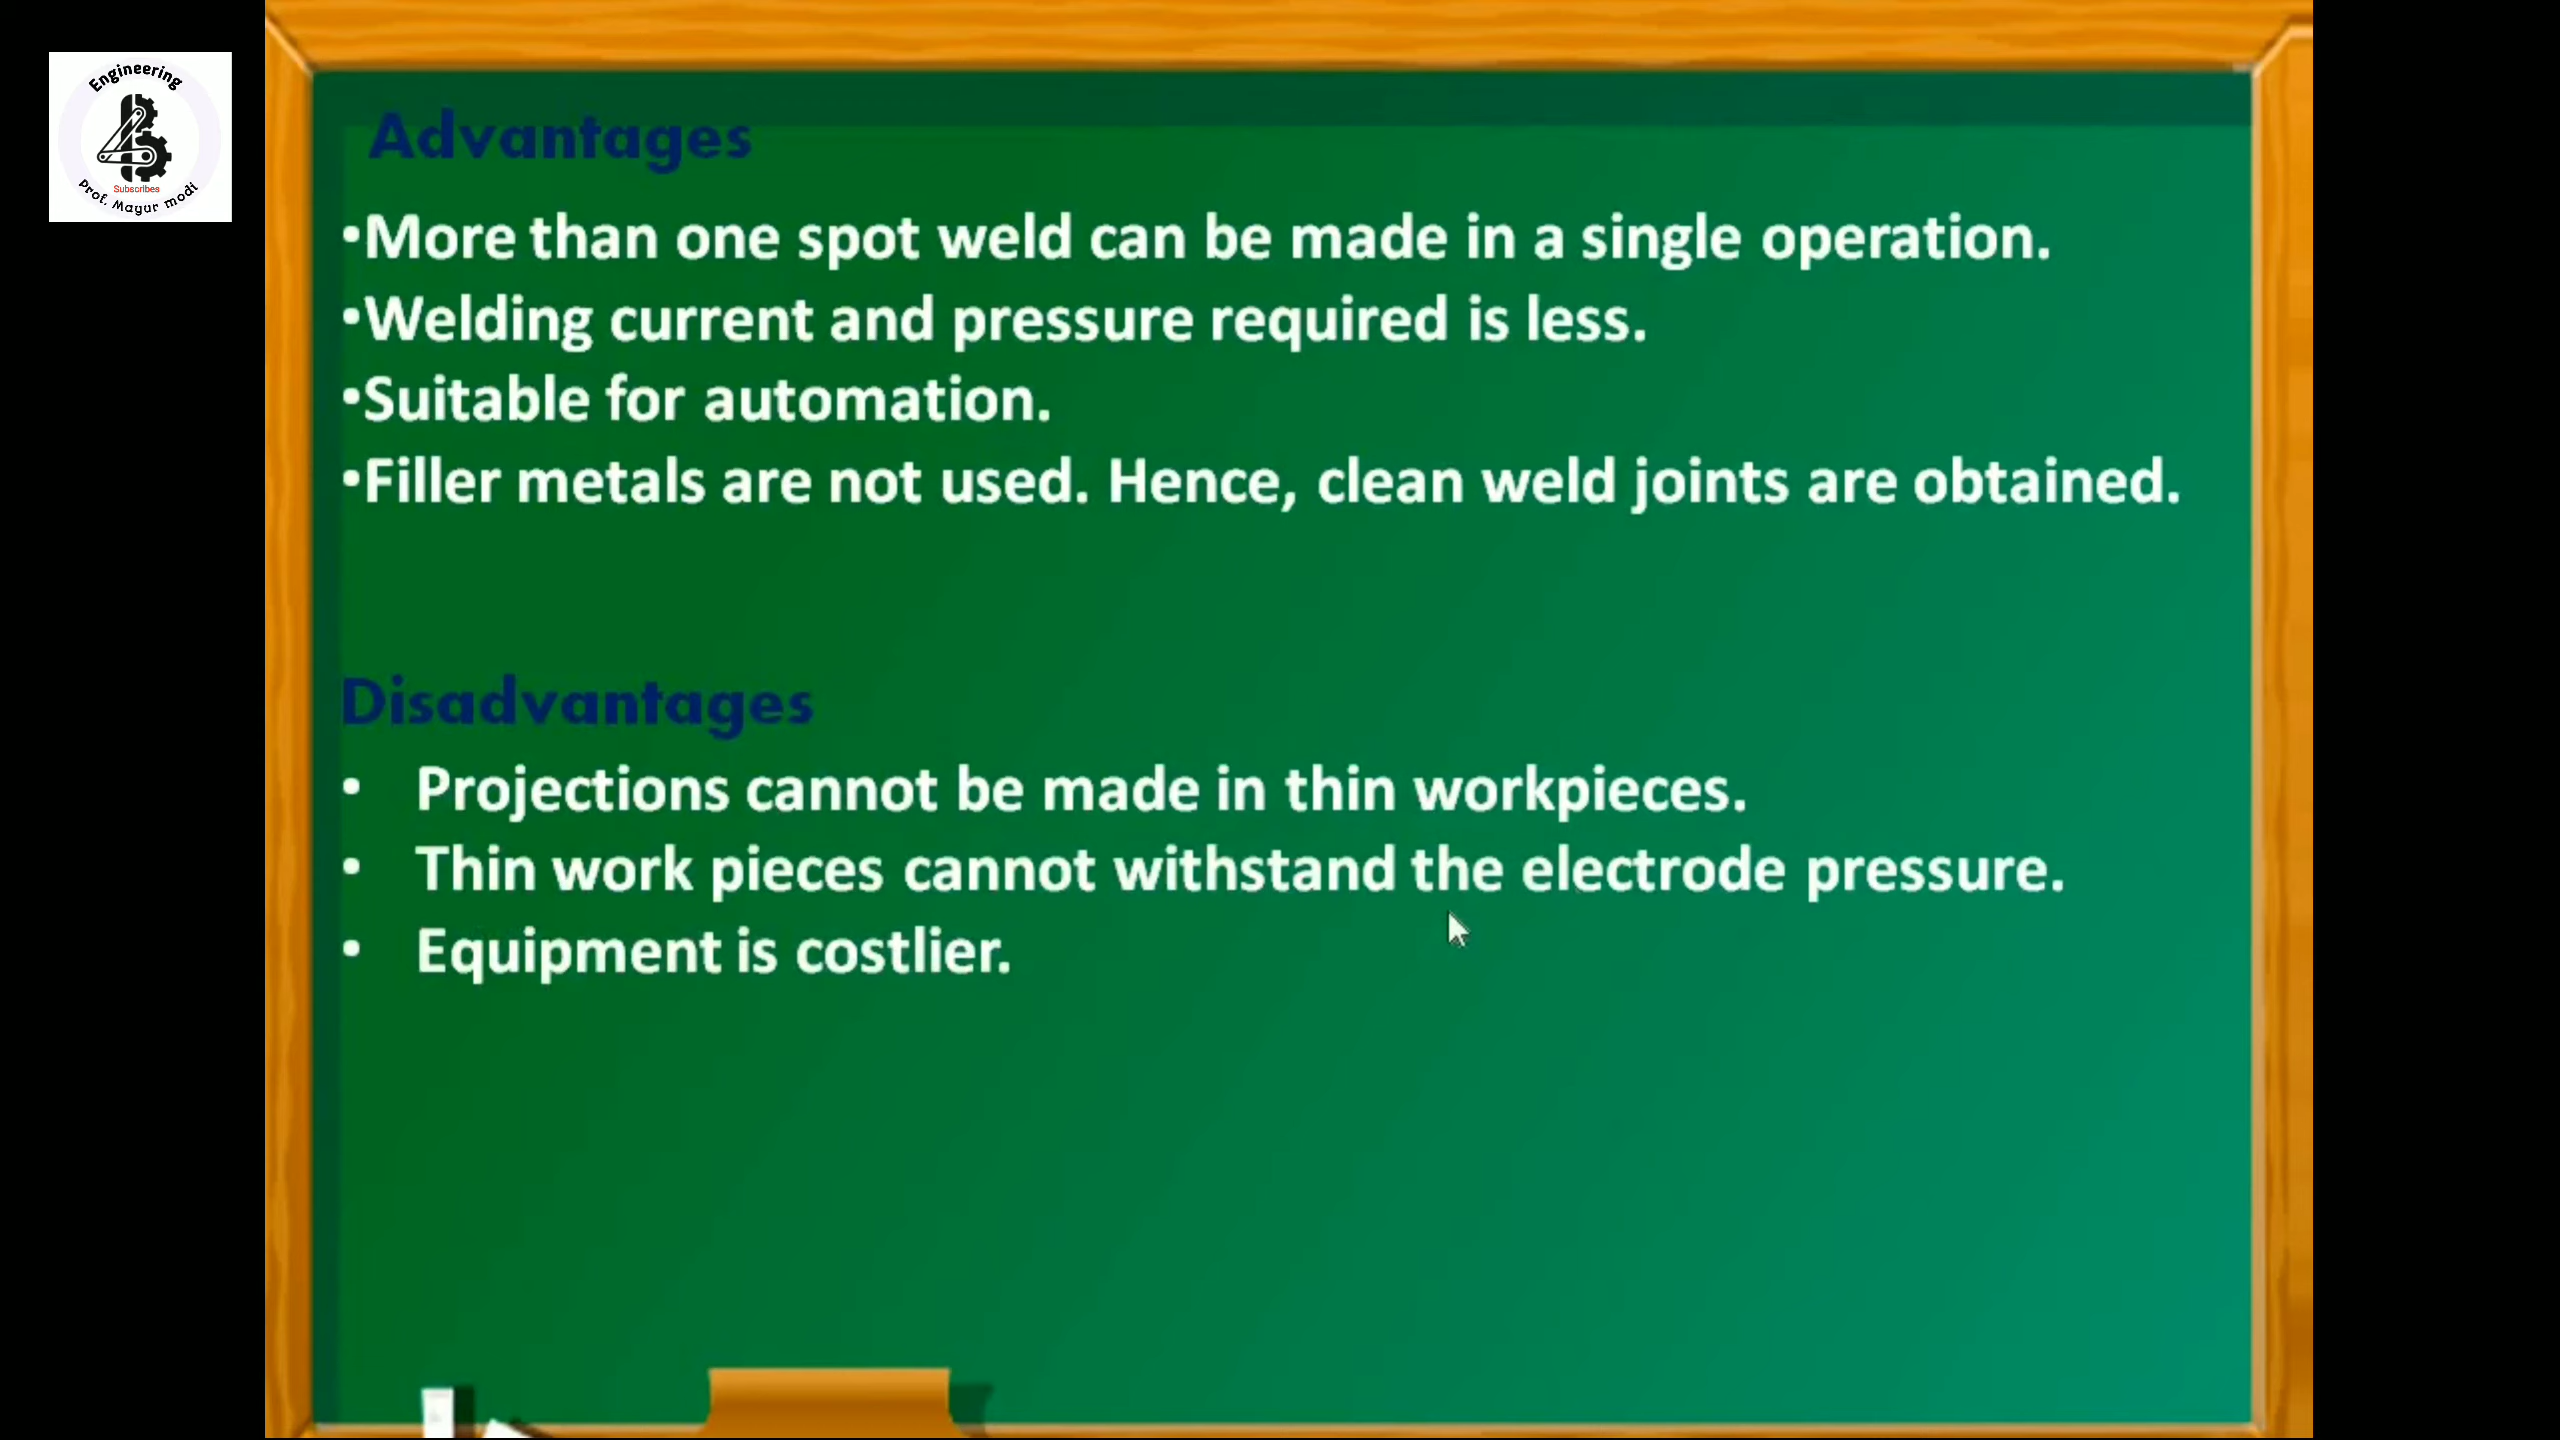 Engineering
Subscribes
Prof. Mayur modi
Advantages
•More than one spot weld can be made in a single operation.
•Welding current and pressure required is less.
•Suitable for automation.
•Filler metals are not used. Hence, clean weld joints are obtained.
Disadvantages
• Projections cannot be made in thin workpieces.
• Thin work pieces cannot withstand the electrode pressure.
• Equipment is costlier.